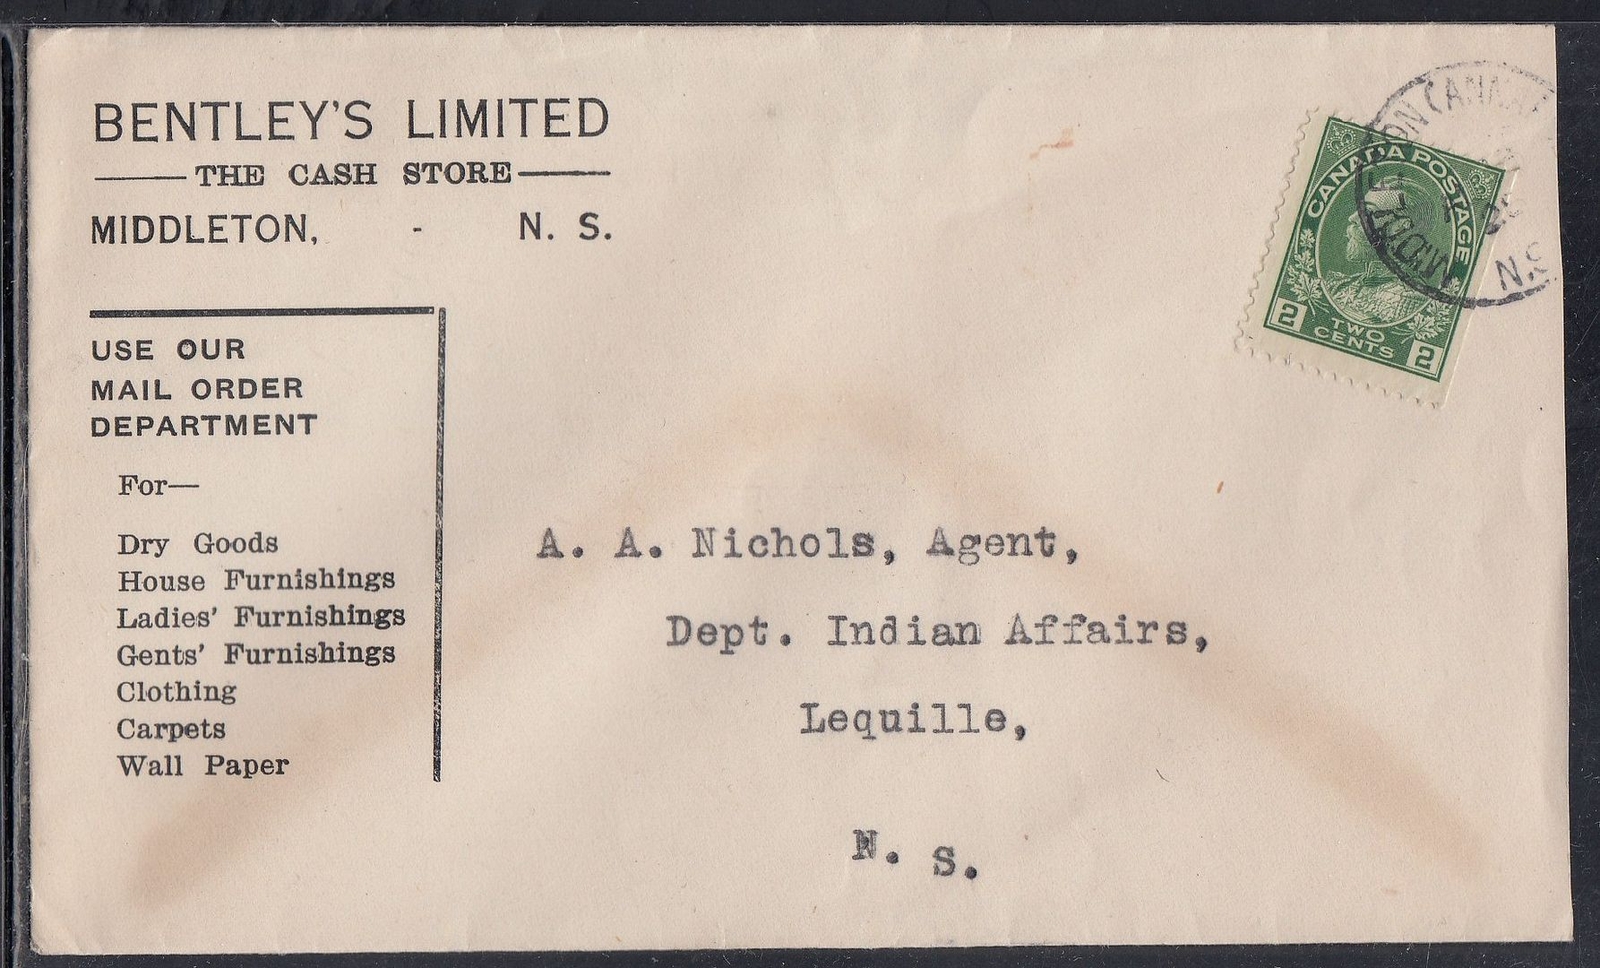 BENTLEY'S LIMITED
THE CASH STORE
MIDDLETON, - N. S.
USE OUR
MAIL ORDER
DEPARTMENT
For—
Dry Goods
House Furnishings
Ladies' Furnishings
Gents' Furnishings
Clothing
Carpets
Wall Paper
CANADA POSTAGE
2 TWO CENTS 2
N.S
A. A. Nichols, Agent,
Dept. Indian Affairs,
Lequille,
N. S.